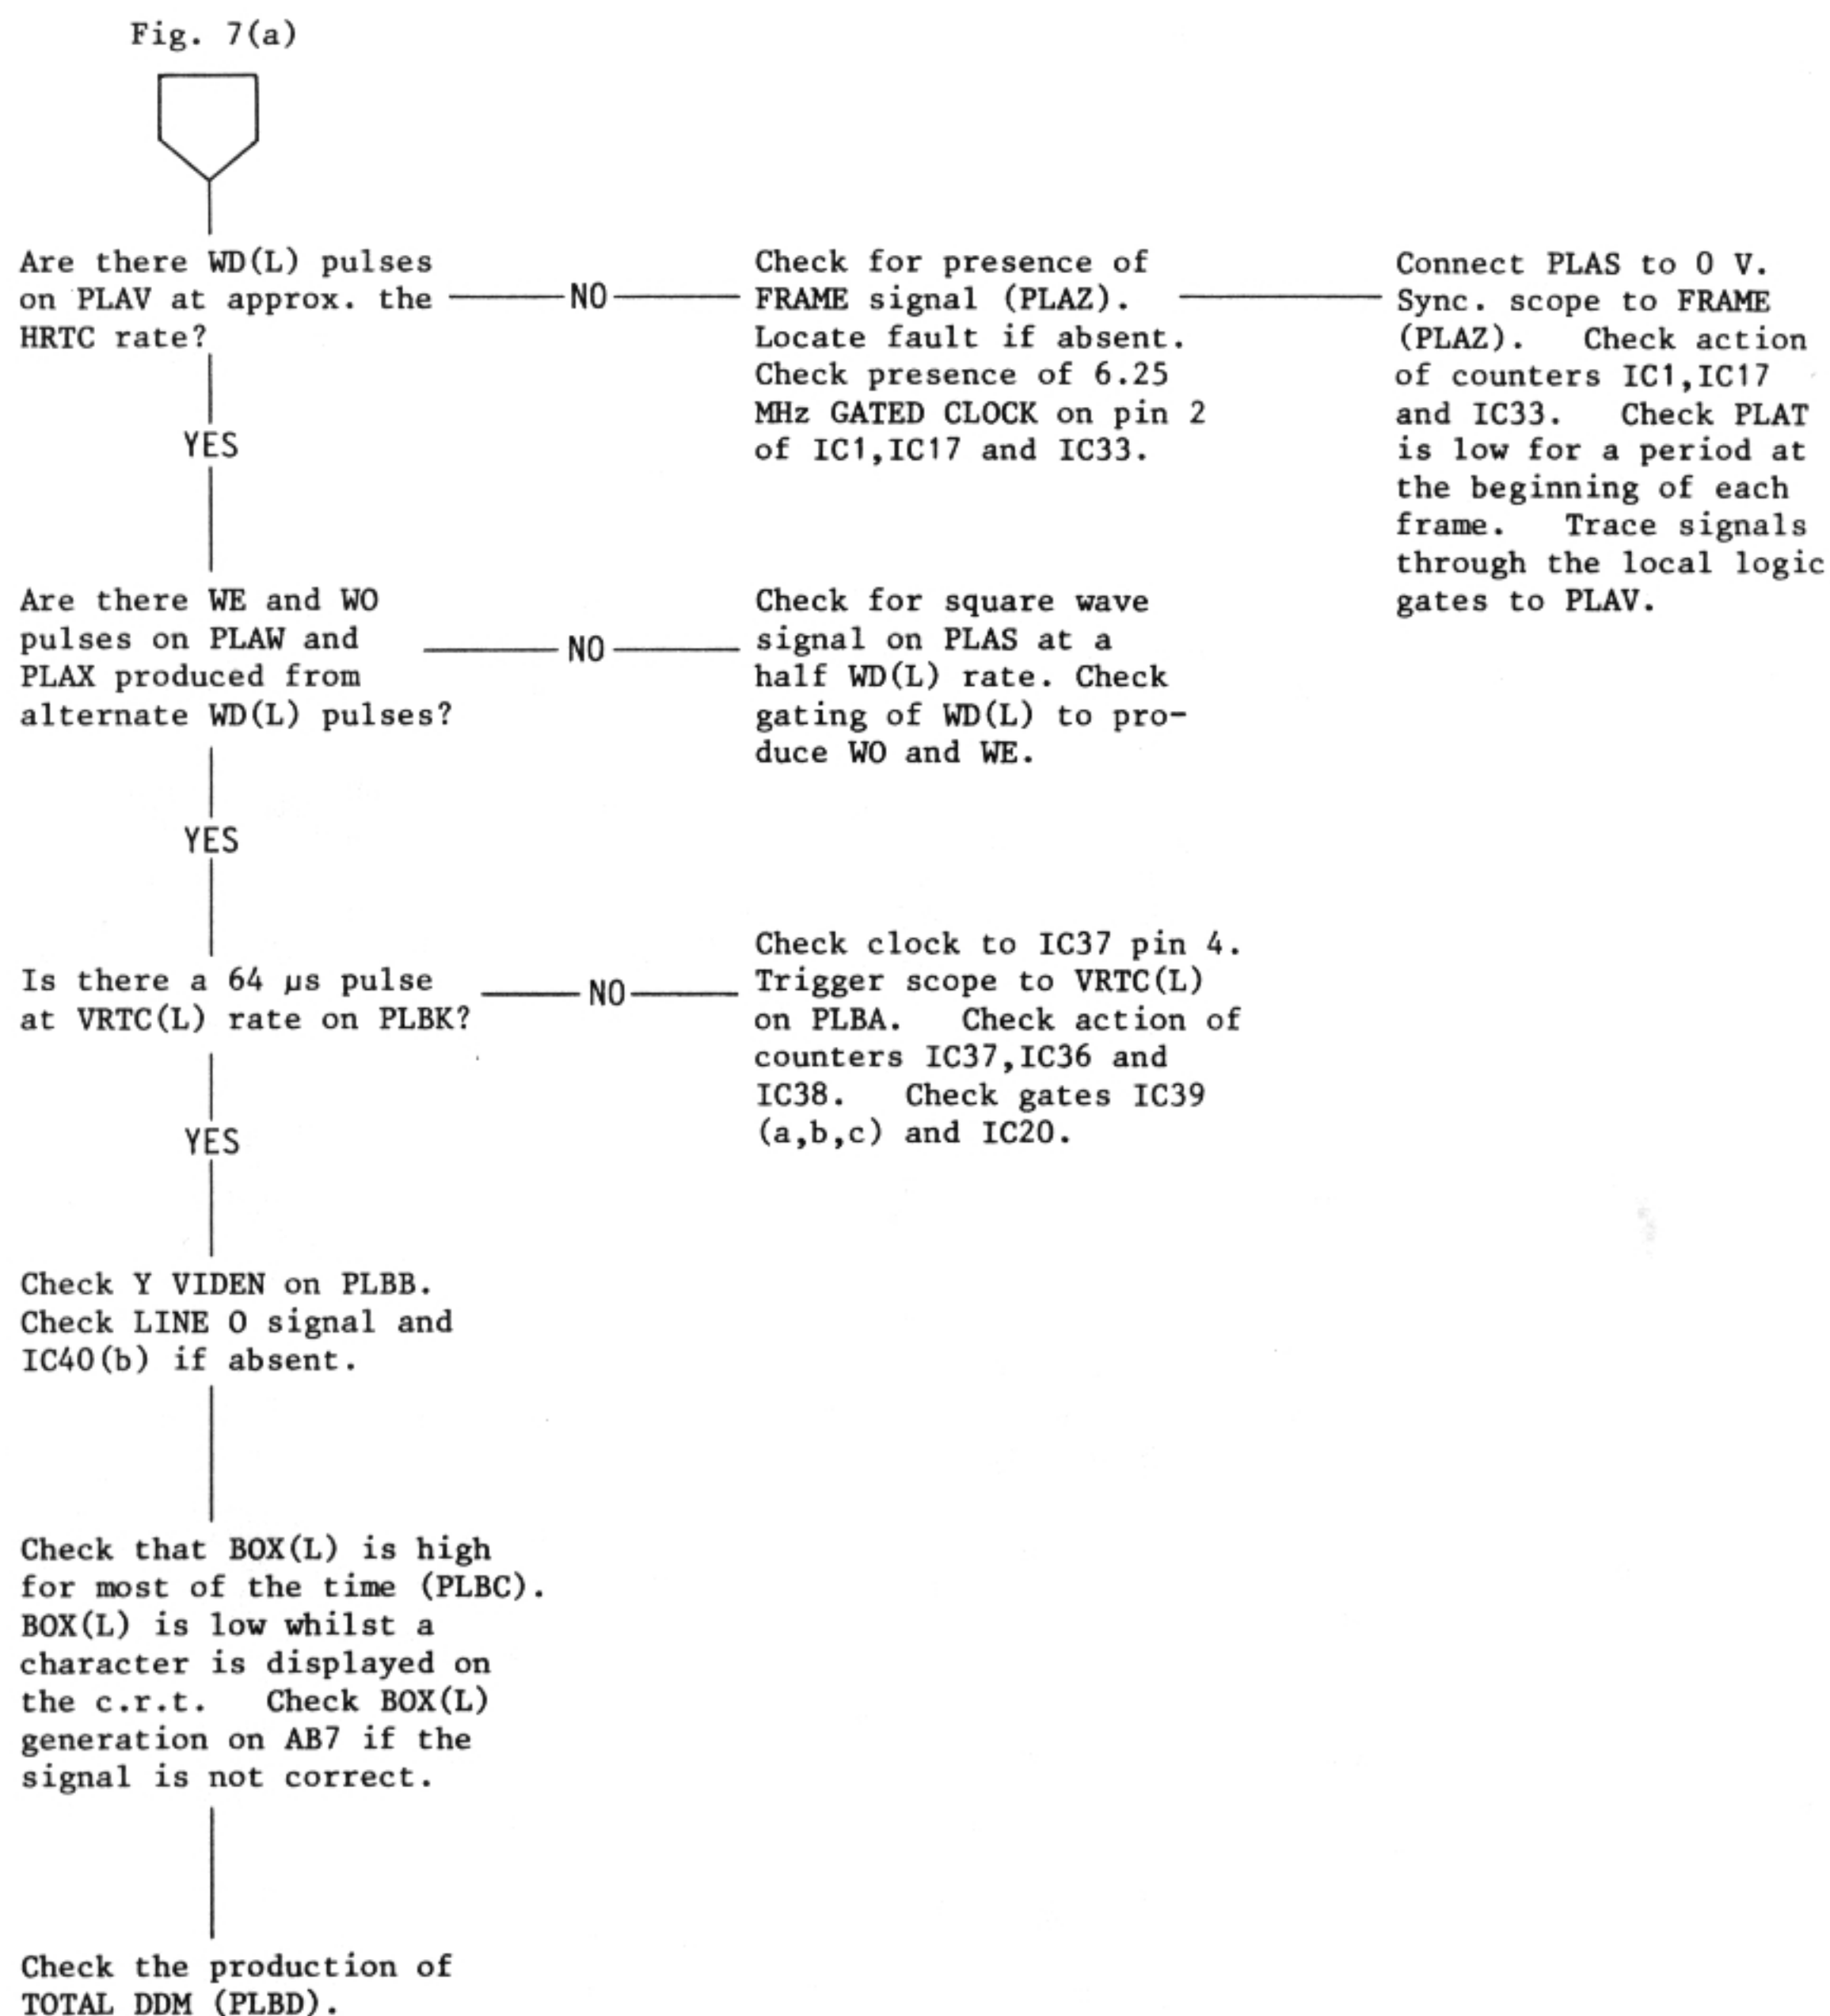 Fig. 7(a)
Are there WD(L) pulses
on PLAV at approx. the
HRTC rate?
NO
Check for presence of
FRAME signal (PLAZ).
Locate fault if absent.
Check presence of 6.25
MHz GATED CLOCK on pin 2
of IC1,IC17 and IC33.
Connect PLAS to 0 V.
Sync. scope to FRAME
(PLAZ). Check action
of counters IC1,IC17
and IC33. Check PLAT
is low for a period at
the beginning of each
frame. Trace signals
through the local logic
gates to PLAV.
YES
Are there WE and WO
pulses on PLAW and
PLAX produced from
alternate WD(L) pulses?
NO
Check for square wave
signal on PLAS at a
half WD(L) rate. Check
gating of WD(L) to pro-
duce WO and WE.
YES
Is there a 64 µs pulse
at VRTC(L) rate on PLBK?
NO
Check clock to IC37 pin 4.
Trigger scope to VRTC(L)
on PLBA. Check action of
counters IC37,IC36 and
IC38. Check gates IC39
(a,b,c) and IC20.
YES
Check Y VIDEN on PLBB.
Check LINE 0 signal and
IC40(b) if absent.
Check that BOX(L) is high
for most of the time (PLBC).
BOX(L) is low whilst a
character is displayed on
the c.r.t. Check BOX(L)
generation on AB7 if the
signal is not correct.
Check the production of
TOTAL DDM (PLBD).